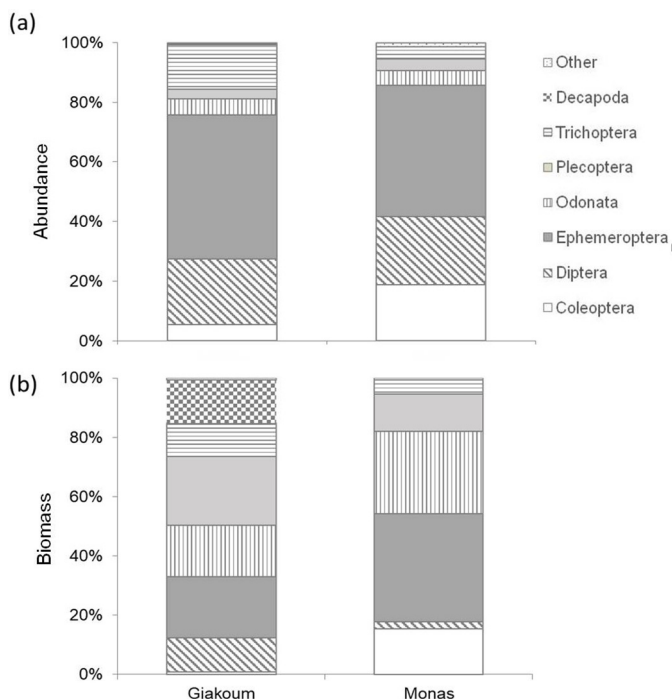 (a)
100%
80%
60%
40%
20%
0%
Abundance
Other
Decapoda
Trichoptera
Plecoptera
Odonata
Ephemeroptera
Diptera
Coleoptera
(b)
100%
80%
60%
40%
20%
0%
Biomass
Giakoum
Monas